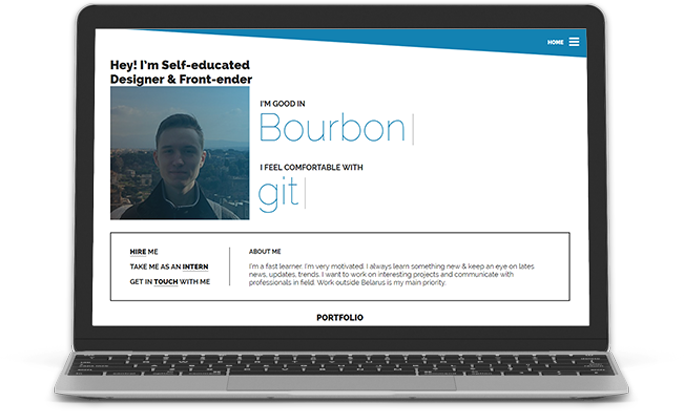 HOME
Hey! I'm Self-educated
Designer & Front-ender
I'M GOOD IN
Bourbon
I FEEL COMFORTABLE WITH
git
HIRE ME
TAKE ME AS AN INTERN
GET IN TOUCH WITH ME
ABOUT ME
I'm a fast learner. I'm very motivated. I always learn something new & keep an eye on lates
news, updates, trends. I want to work on interesting projects and communicate with
professionals in field. Work outside Belarus is my main priority.
PORTFOLIO